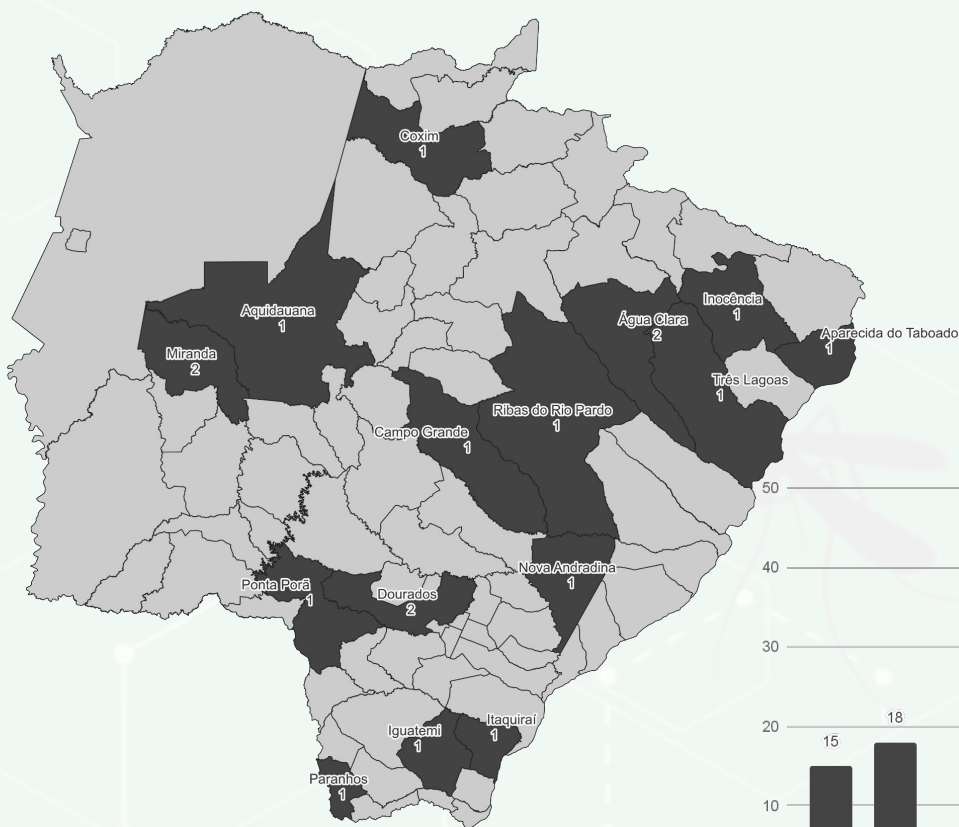 Coxim
1
Aquidauana
1
Miranda
2
Água Clara
2
Inocência
1
Aparecida do Taboado
1
Três Lagoas
1
Ribas do Rio Pardo
1
Campo Grande
1
Nova Andradina
1
Ponta Porã
1
Dourados
2
Iguatemi
1
Itaquiraí
1
Paranhos
1
50
40
30
20
10
15
18